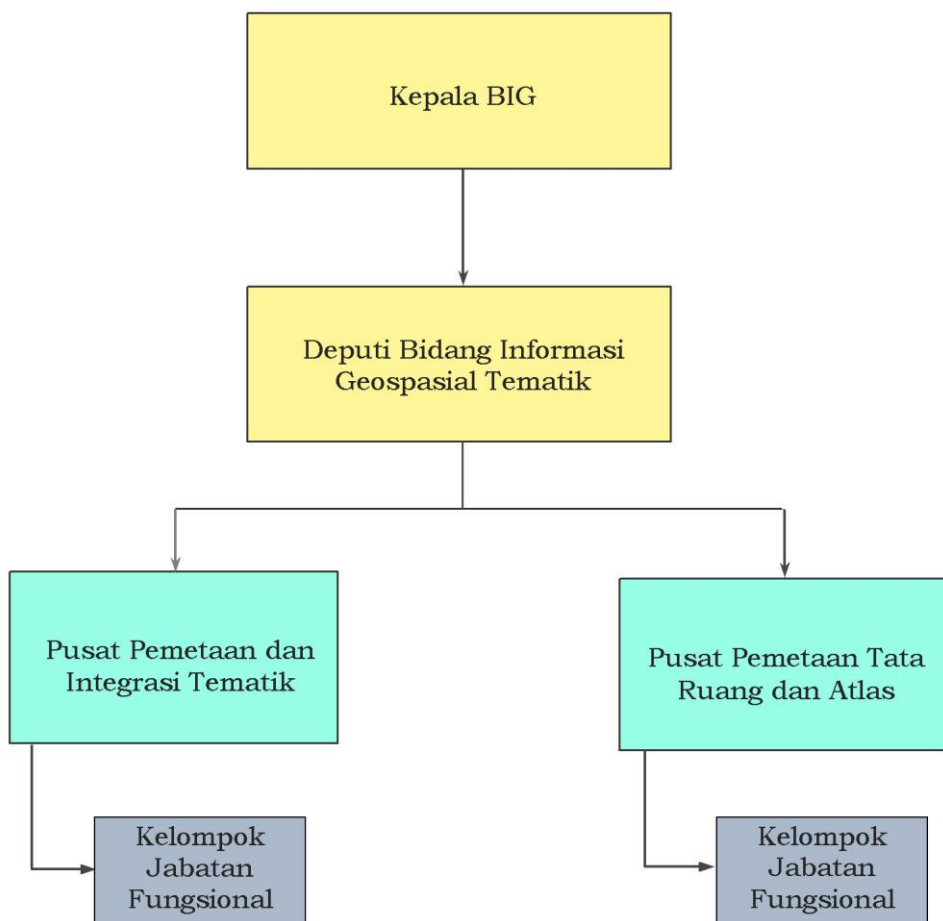 Kepala BIG
Deputi Bidang Informasi
Geospasial Tematik
Pusat Pemetaan dan
Integrasi Tematik
Pusat Pemetaan Tata
Ruang dan Atlas
Kelompok
Jabatan
Fungsional
Kelompok
Jabatan
Fungsional